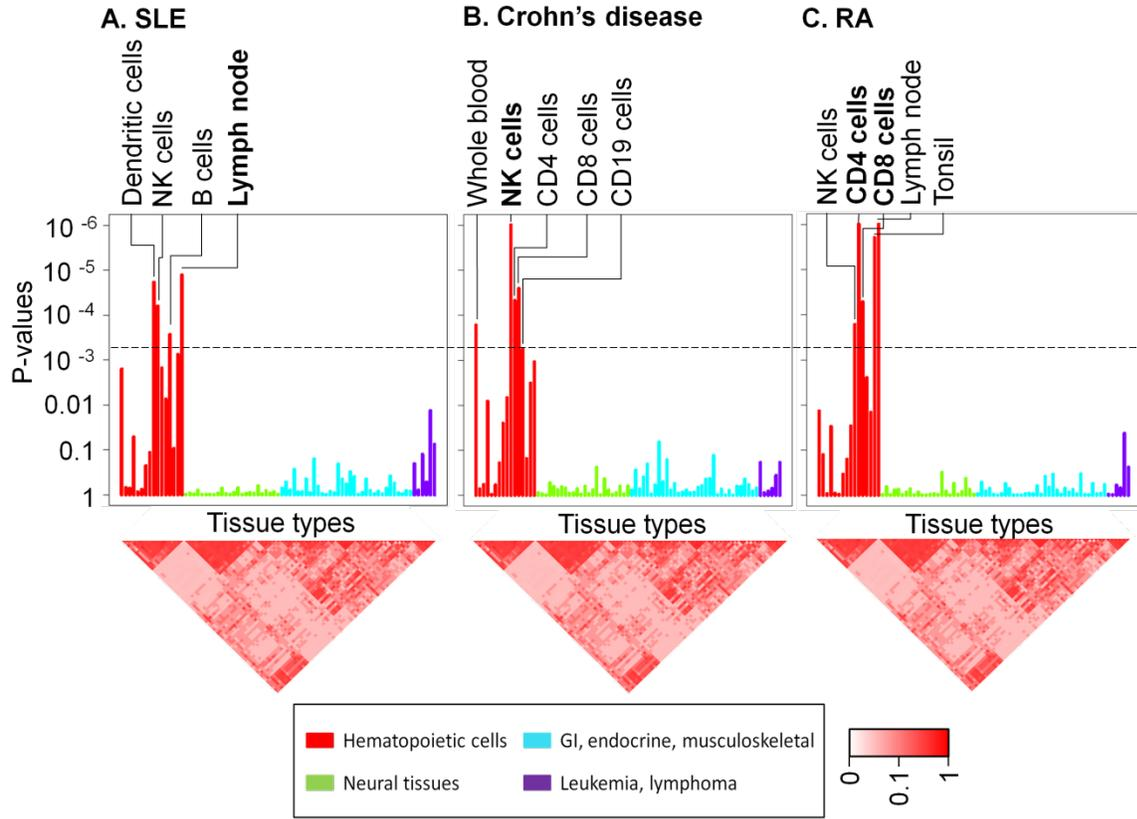 A. SLE
B. Crohn's disease
C. RA
Dendritic cells
NK cells
B cells
Lymph node
Whole blood
NK cells
CD4 cells
CD8 cells
CD19 cells
NK cells
CD4 cells
CD8 cells
Lymph node
Tonsil
P-values
10 -6
10 -5
10 -4
10 -3
0.01
0.1
1
Tissue types
Tissue types
Tissue types
Hematopoietic cells
GI, endocrine, musculoskeletal
Neural tissues
Leukemia, lymphoma
0
0.1
1